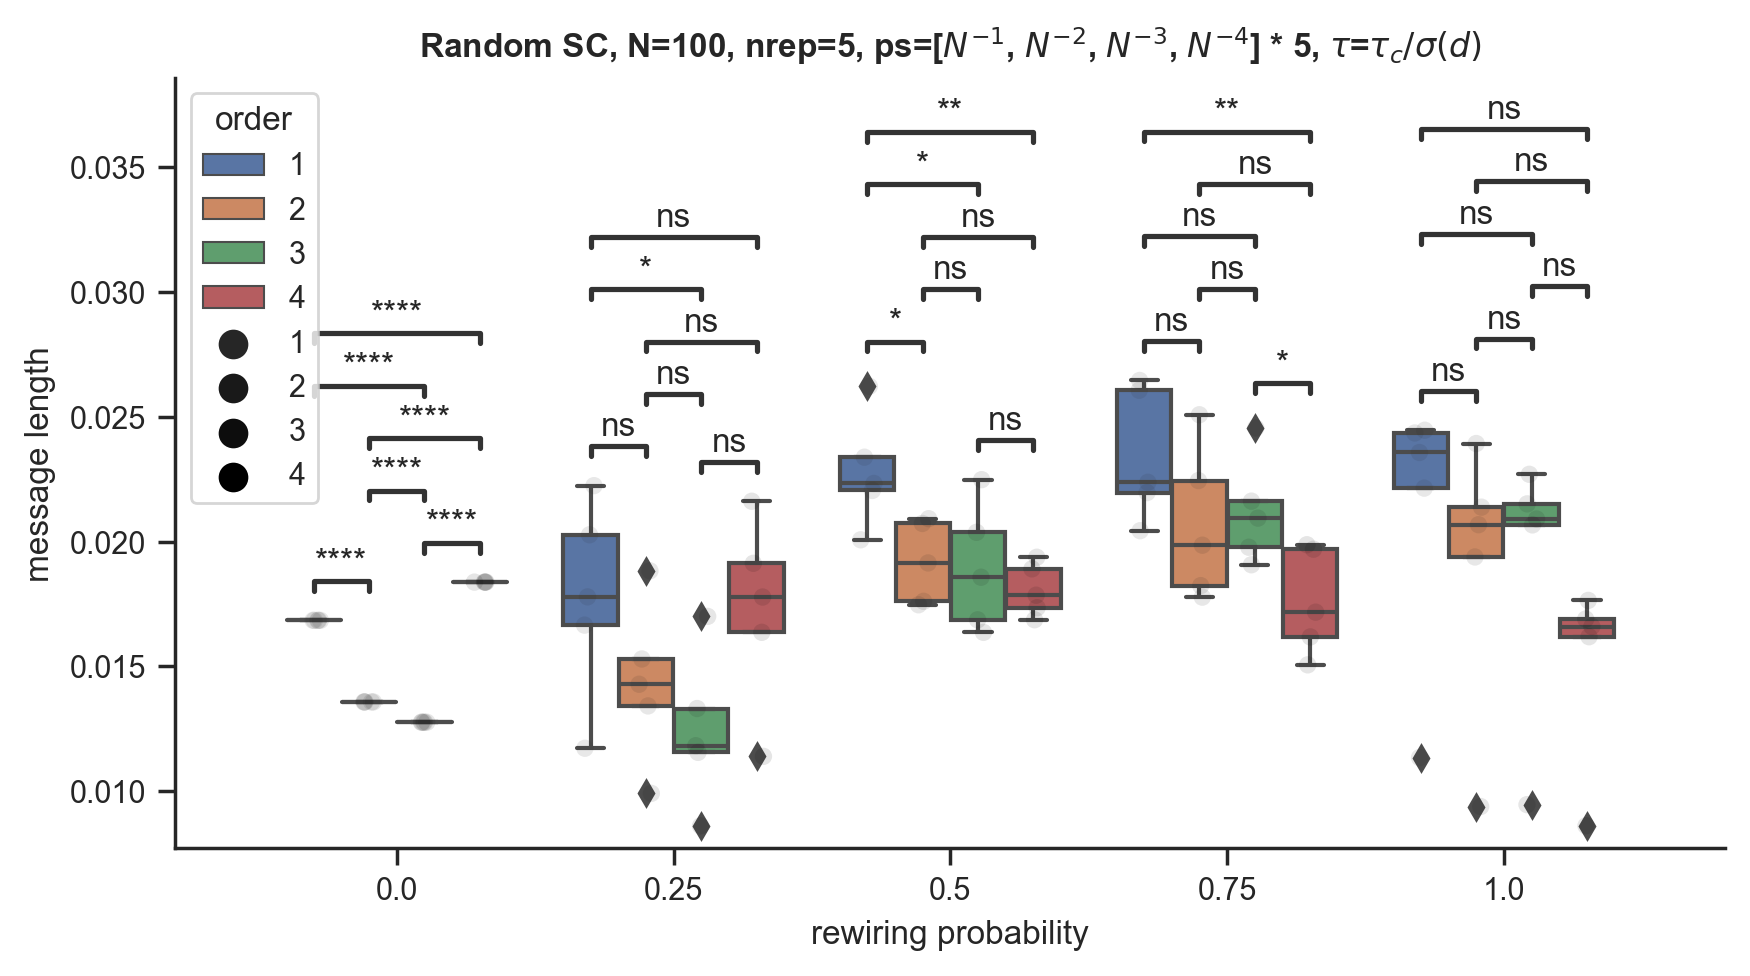 Random SC, N=100, nrep=5, ps=[N⁻¹, N⁻², N⁻³, N⁻⁴] * 5, τ=τ_c/σ(d)
order
1
2
3
4
1
2
3
4
****
****
****
****
****
****
ns
*
ns
ns
ns
ns
**
*
ns
ns
*
ns
**
ns
ns
ns
ns
*
ns
ns
ns
ns
ns
ns
message length
0.035
0.030
0.025
0.020
0.015
0.010
0.0
0.25
0.5
0.75
1.0
rewiring probability